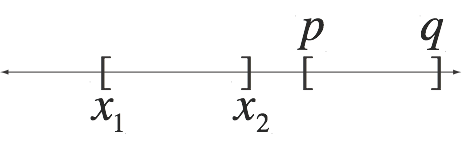 p q
[ ] [ ]
x₁ x₂